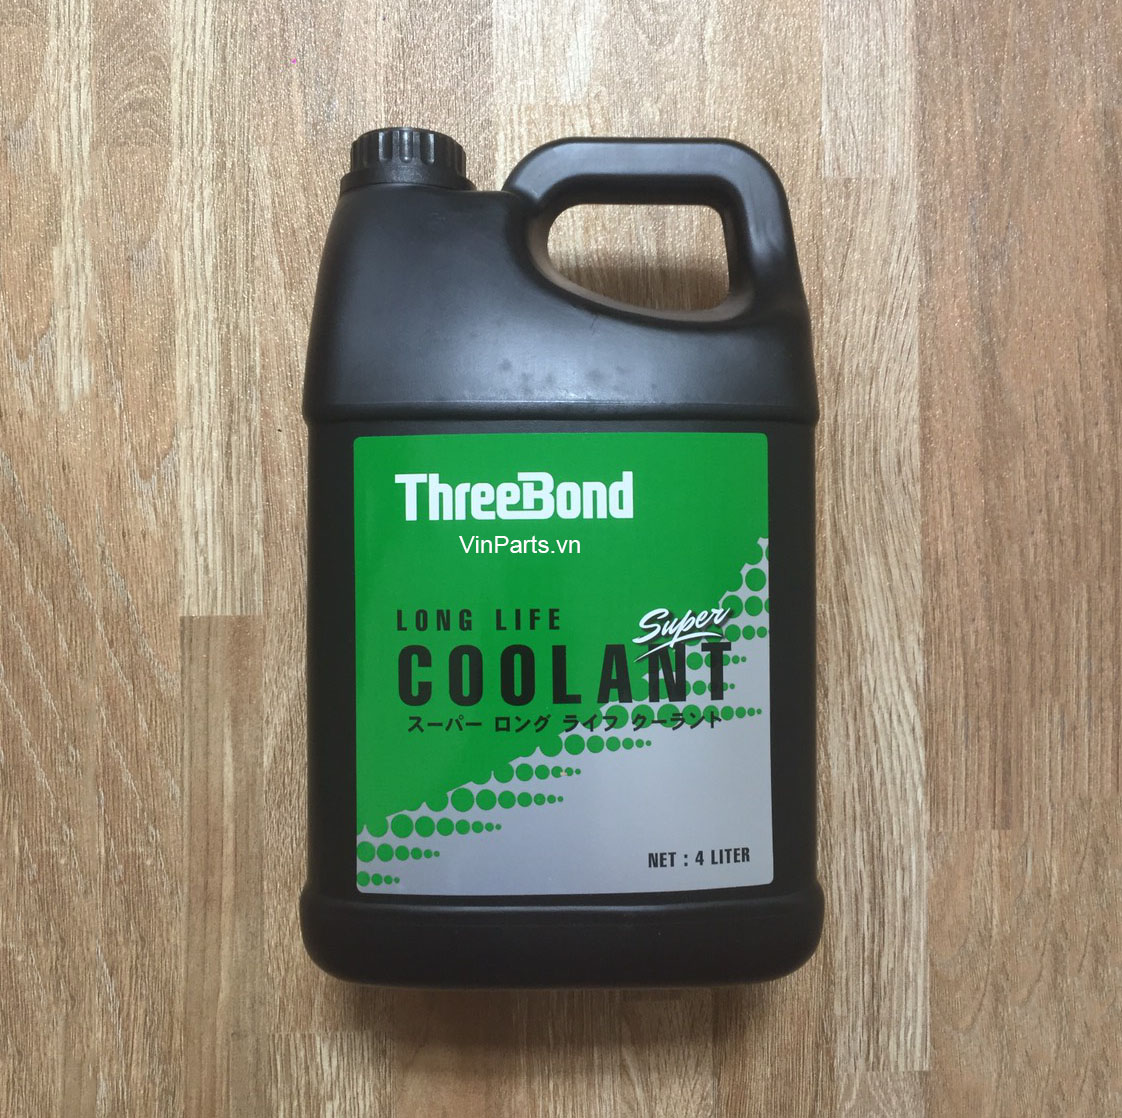 ThreeBond
VinParts.vn
LONG LIFE
Super
COOLANT
スーパー ロング ライフ クーラント
NET : 4 LITER